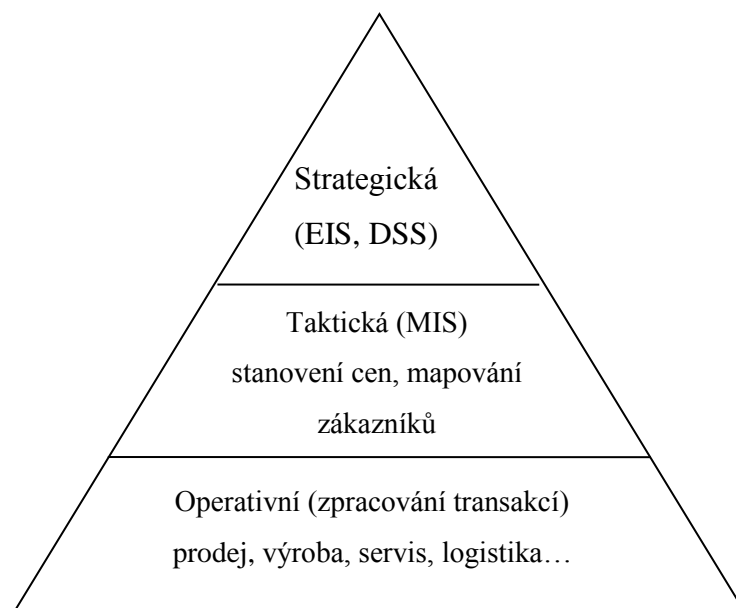 Strategická
(EIS, DSS)
Taktická (MIS)
stanovení cen, mapování
zákazníků
Operativní (zpracování transakcí)
prodej, výroba, servis, logistika…